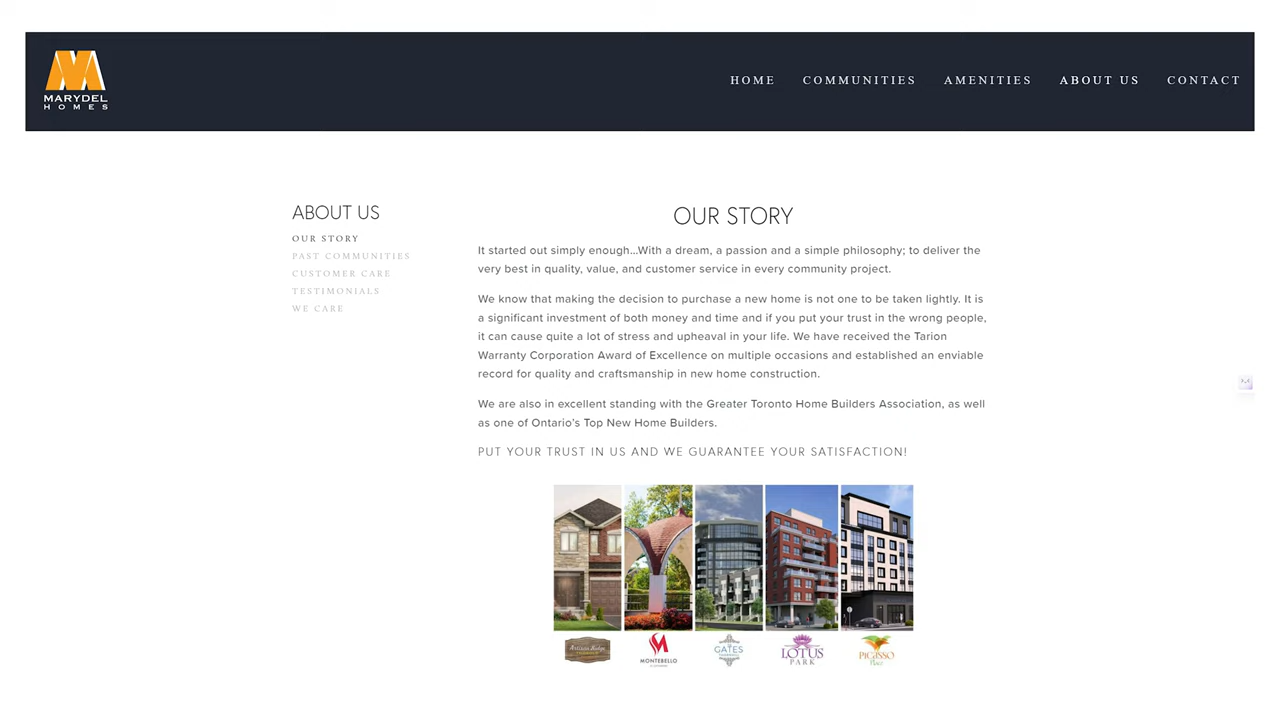 MARYDEL
HOMES
HOME COMMUNITIES AMENITIES ABOUT US CONTACT
ABOUT US
OUR STORY
PAST COMMUNITIES
CUSTOMER CARE
TESTIMONIALS
WE CARE
OUR STORY
It started out simply enough...With a dream, a passion and a simple philosophy; to deliver the
very best in quality, value, and customer service in every community project.
We know that making the decision to purchase a new home is not one to be taken lightly. It is
a significant investment of both money and time and if you put your trust in the wrong people,
it can cause quite a lot of stress and upheaval in your life. We have received the Tarion
Warranty Corporation Award of Excellence on multiple occasions and established an enviable
record for quality and craftsmanship in new home construction.
We are also in excellent standing with the Greater Toronto Home Builders Association, as well
as one of Ontario's Top New Home Builders.
PUT YOUR TRUST IN US AND WE GUARANTEE YOUR SATISFACTION!
Artisan Ridge
MONTEBELLO
GATES
LOTUS
PARK
PiCASSO
Place